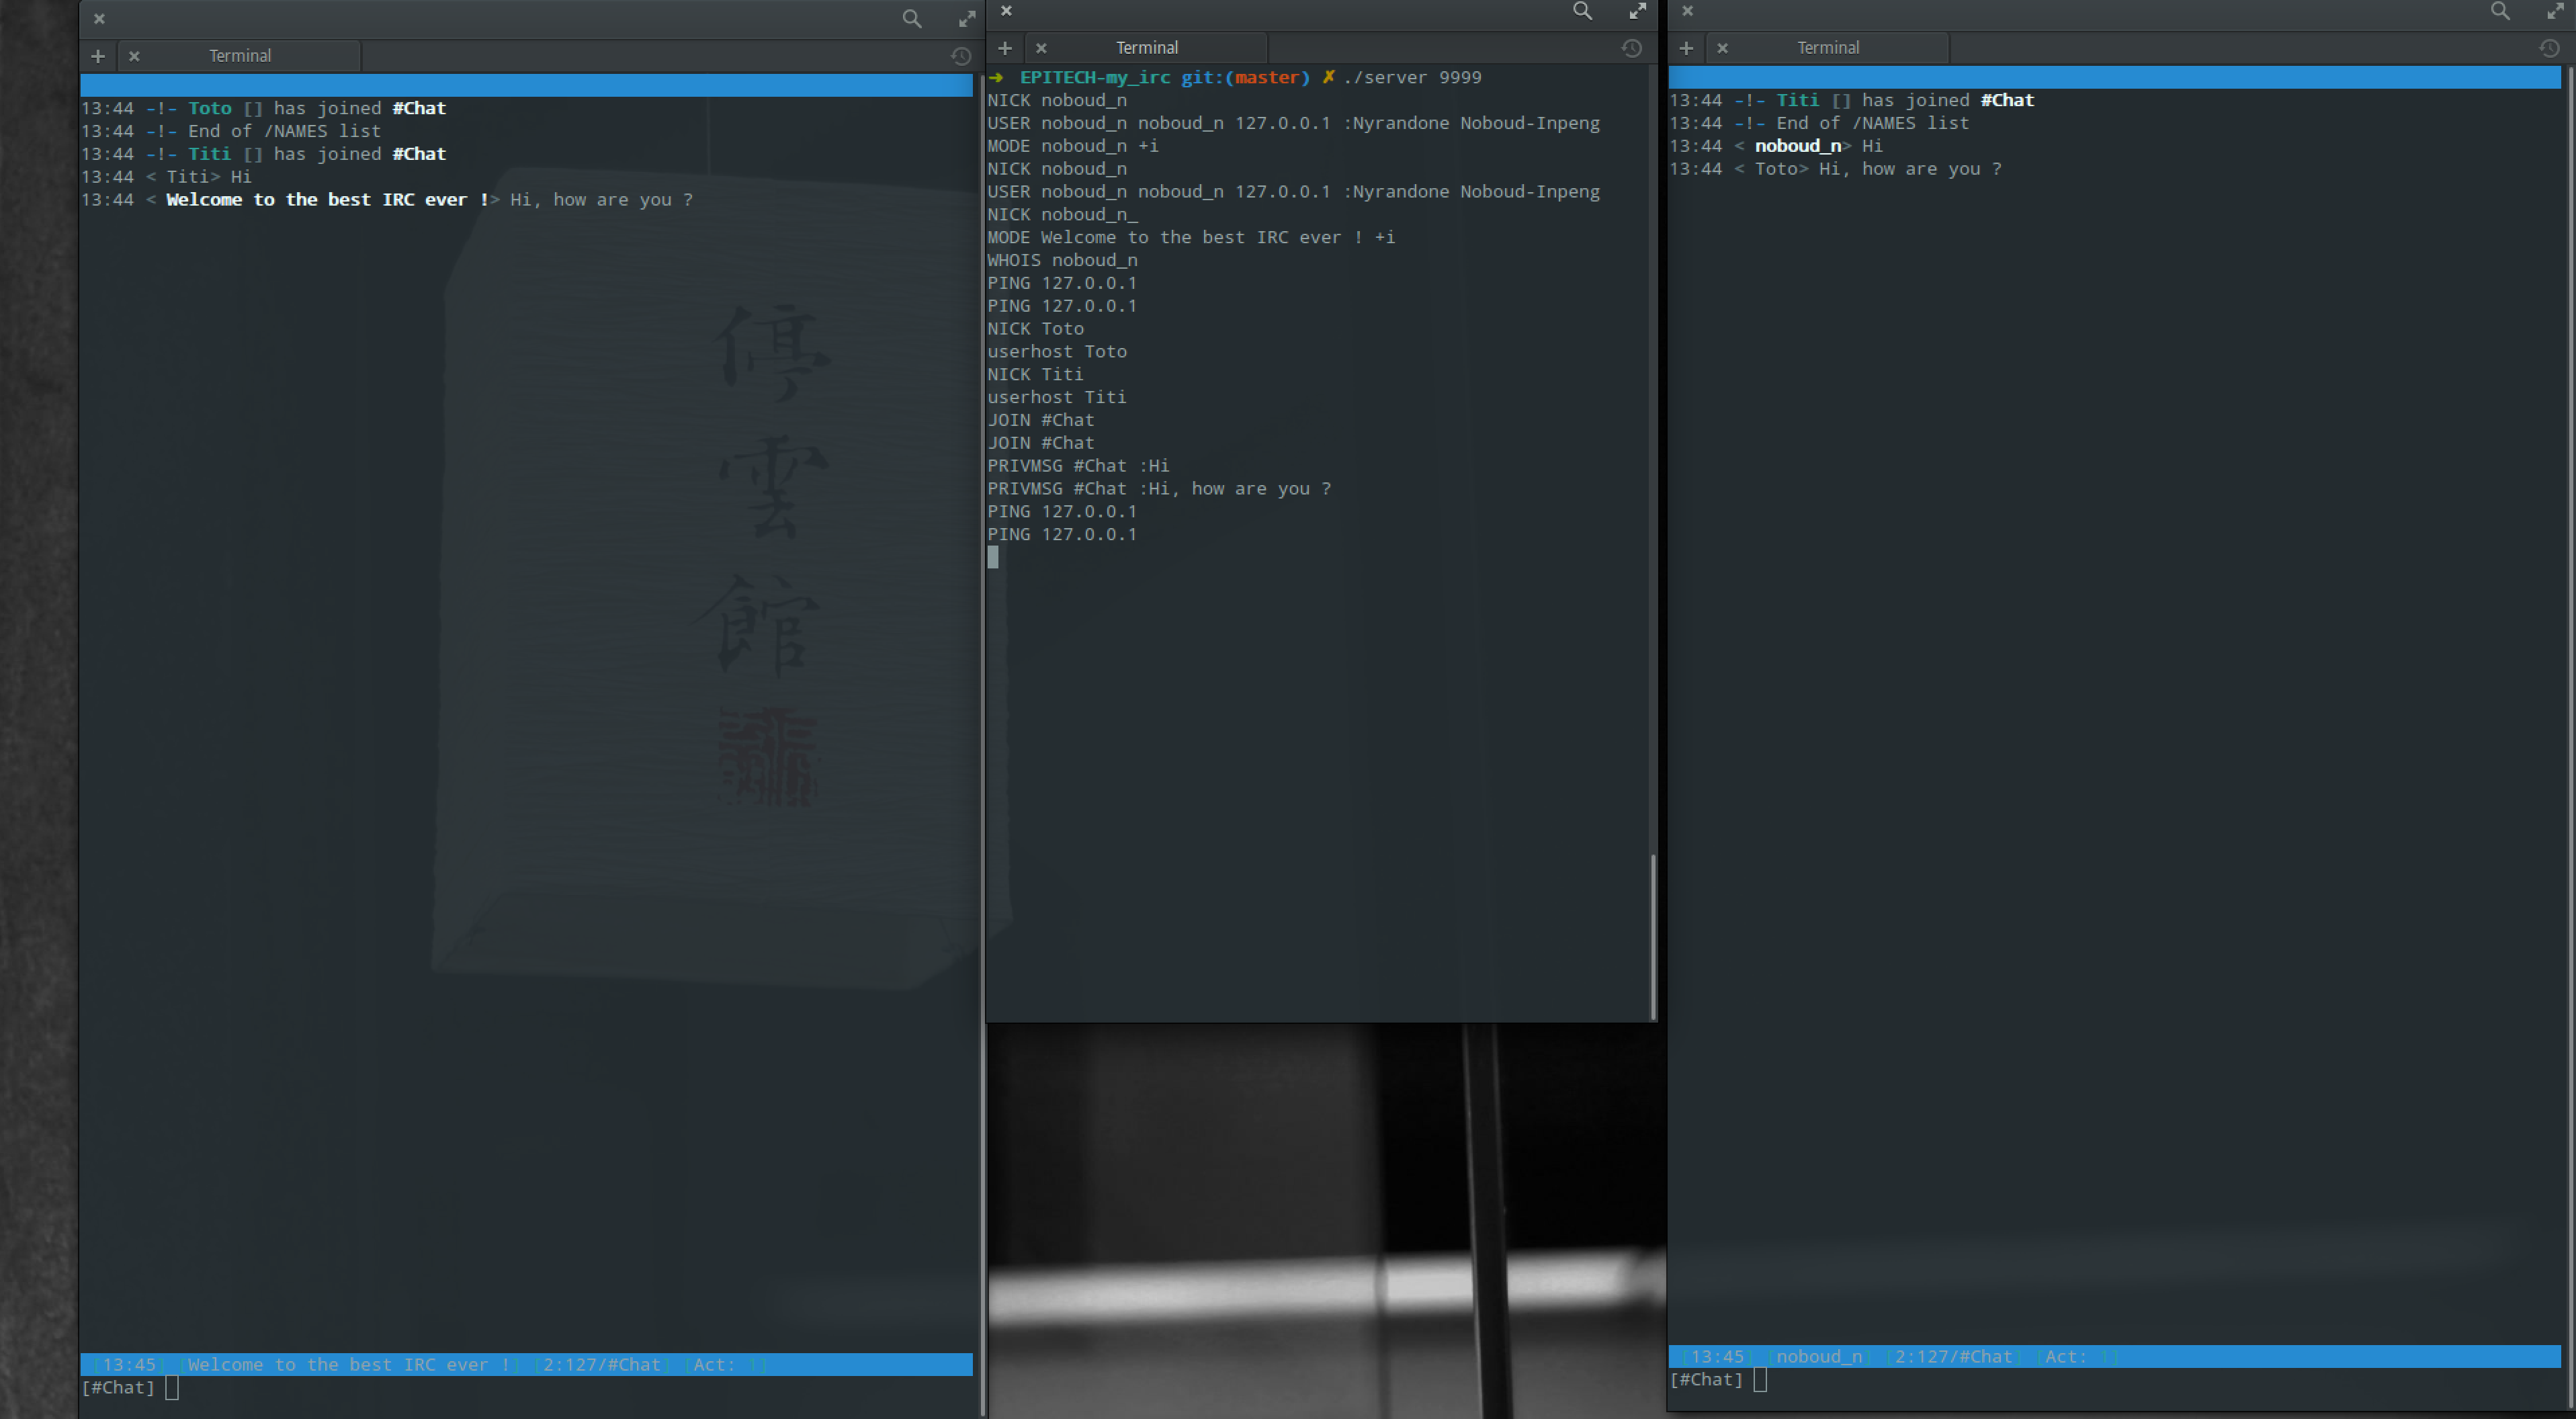 Terminal
13:44 -!- Toto [] has joined #Chat
13:44 -!- End of /NAMES list
13:44 -!- Titi [] has joined #Chat
13:44 < Titi> Hi
13:44 < Welcome to the best IRC ever !> Hi, how are you ?
停
雲
館
[13:45] [Welcome to the best IRC ever !] [2:127/#Chat] [Act: 1]
[#Chat]
Terminal
➜ EPITECH-my_irc git:(master) ✗ ./server 9999
NICK noboud_n
USER noboud_n noboud_n 127.0.0.1 :Nyrandone Noboud-Inpeng
MODE noboud_n +i
NICK noboud_n
USER noboud_n noboud_n 127.0.0.1 :Nyrandone Noboud-Inpeng
NICK noboud_n_
MODE Welcome to the best IRC ever ! +i
WHOIS noboud_n
PING 127.0.0.1
PING 127.0.0.1
NICK Toto
userhost Toto
NICK Titi
userhost Titi
JOIN #Chat
JOIN #Chat
PRIVMSG #Chat :Hi
PRIVMSG #Chat :Hi, how are you ?
PING 127.0.0.1
PING 127.0.0.1
Terminal
13:44 -!- Titi [] has joined #Chat
13:44 -!- End of /NAMES list
13:44 < noboud_n> Hi
13:44 < Toto> Hi, how are you ?
[13:45] [noboud_n] [2:127/#Chat] [Act: 1]
[#Chat]